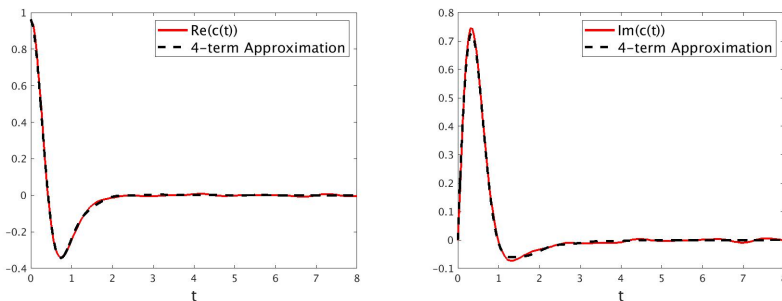 1
0.8
0.6
0.4
0.2
0
-0.2
-0.4
0 1 2 3 4 5 6 7 8
t
Re(c(t))
4-term Approximation
0.8
0.7
0.6
0.5
0.4
0.3
0.2
0.1
0
-0.1
0 1 2 3 4 5 6 7 8
t
Im(c(t))
4-term Approximation